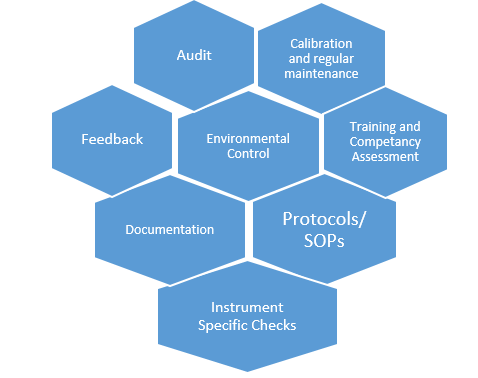 Audit
Calibration
and regular
maintenance
Feedback
Environmental
Control
Training and
Competancy
Assessment
Documentation
Protocols/
SOPs
Instrument
Specific Checks